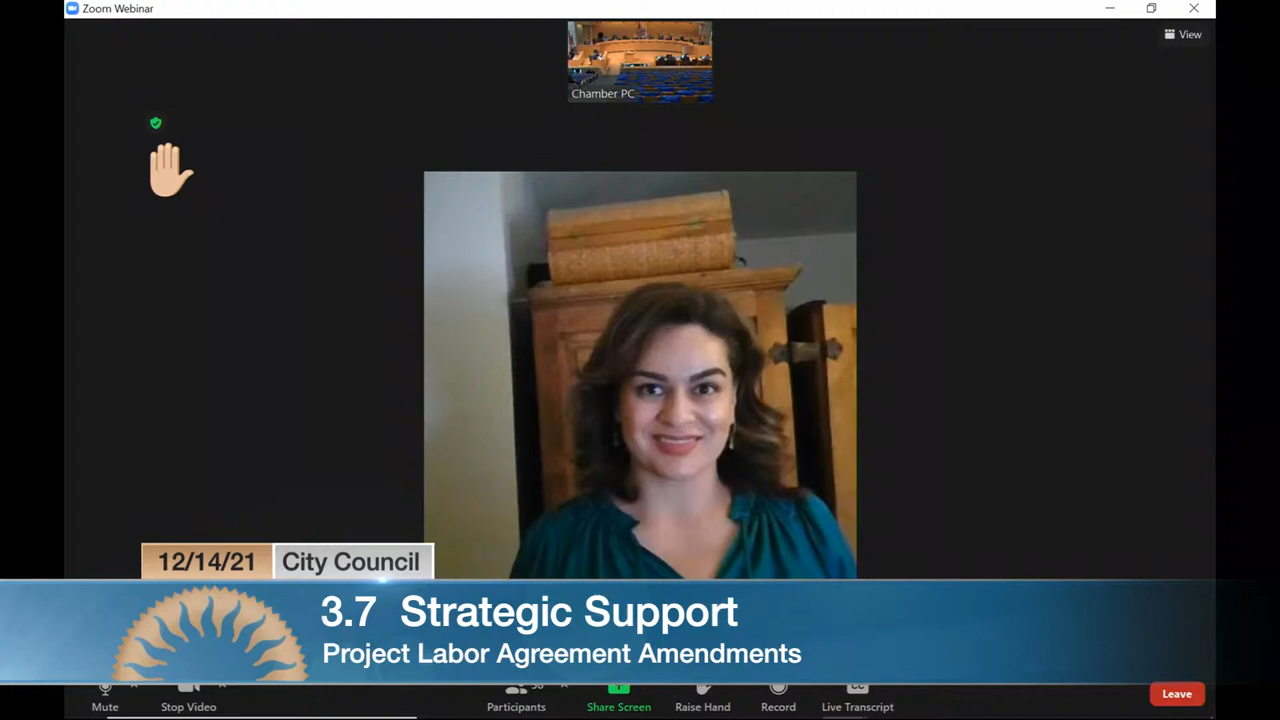 Zoom Webinar
View
Chamber PC
12/14/21 City Council
3.7 Strategic Support
Project Labor Agreement Amendments
Mute
Stop Video
Participants
Share Screen
Raise Hand
Record
Live Transcript
Leave